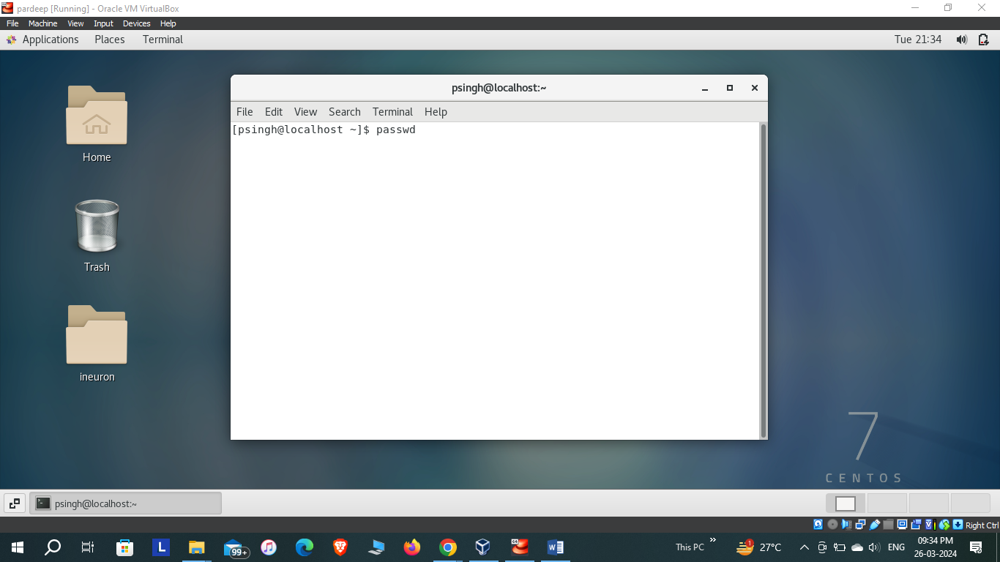 pardeep [Running] - Oracle VM VirtualBox
File Machine View Input Devices Help
Applications Places Terminal Tue 21:34
psingh@localhost:~
File Edit View Search Terminal Help
[psingh@localhost ~]$ passwd
Home
Trash
ineuron
7
CENTOS
psingh@localhost:~
Right Ctrl
L 99+ This PC » 1 27°C ENG 09:34 PM
26-03-2024